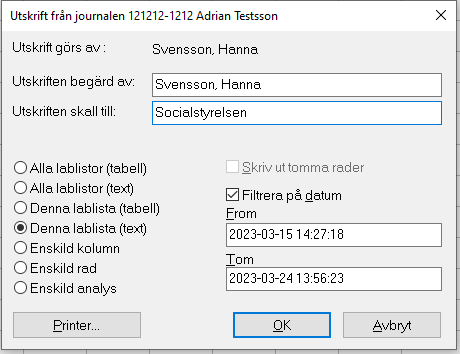 Utskrift från journalen 121212-1212 Adrian Testsson
Utskrift görs av : Svensson, Hanna
Utskriften begärd av: Svensson, Hanna
Utskriften skall till: Socialstyrelsen
Alla lablistor (tabell)
Alla lablistor (text)
Denna lablista (tabell)
Denna lablista (text)
Enskild kolumn
Enskild rad
Enskild analys
Skriv ut tomma rader
Filtrera på datum
From
2023-03-15 14:27:18
Tom
2023-03-24 13:56:23
Printer...
OK
Avbryt